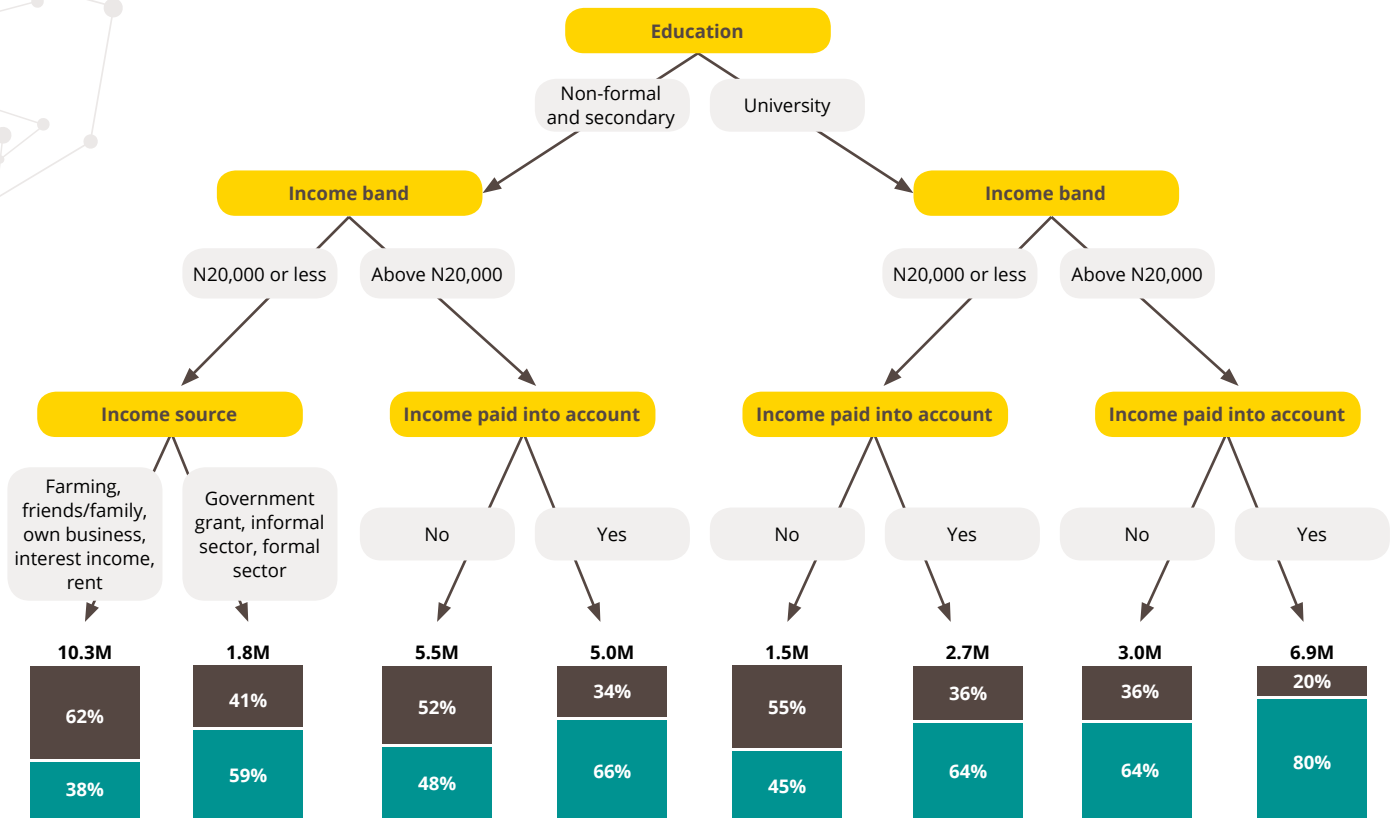 Education
Non-formal
and secondary
University
Income band
Income band
N20,000 or less
Above N20,000
N20,000 or less
Above N20,000
Income source
Income paid into account
Income paid into account
Income paid into account
Farming,
friends/family,
own business,
interest income,
rent
Government
grant, informal
sector, formal
sector
No
Yes
No
Yes
No
Yes
10.3M
1.8M
5.5M
5.0M
1.5M
2.7M
3.0M
6.9M
62%
41%
52%
34%
55%
36%
36%
20%
38%
59%
48%
66%
45%
64%
64%
80%